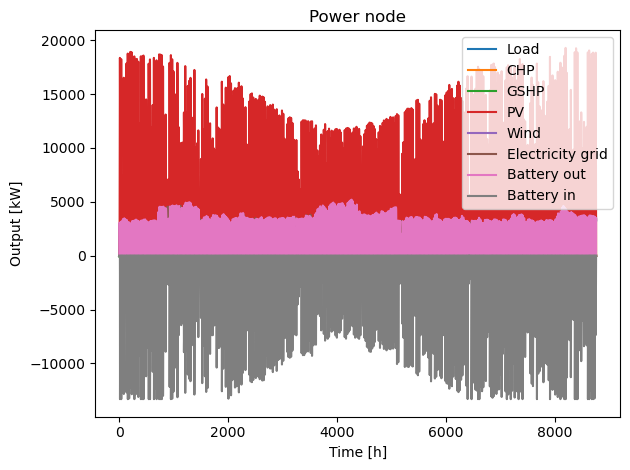 Power node
Load
CHP
GSHP
PV
Wind
Electricity grid
Battery out
Battery in
Output [kW]
20000
15000
10000
5000
0
−5000
−10000
0 2000 4000 6000 8000
Time [h]